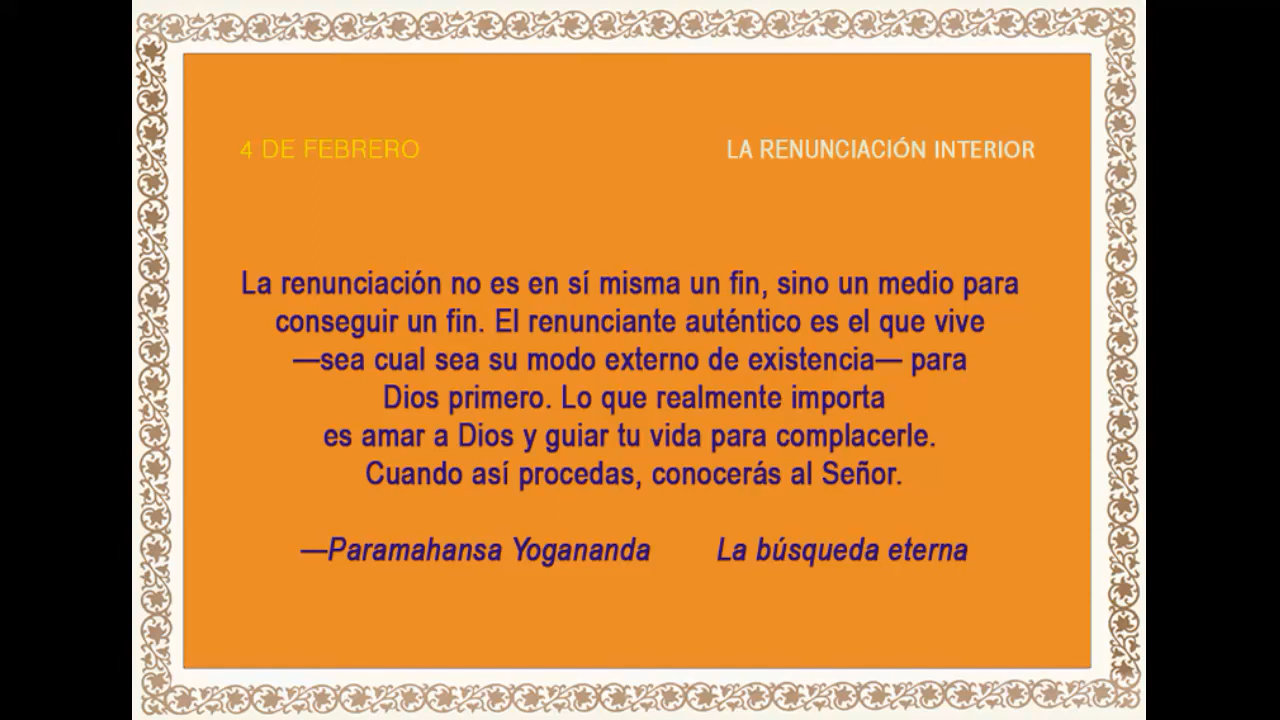 4 DE FEBRERO
LA RENUNCIACIÓN INTERIOR
La renunciación no es en sí misma un fin, sino un medio para
conseguir un fin. El renunciante auténtico es el que vive
—sea cual sea su modo externo de existencia— para
Dios primero. Lo que realmente importa
es amar a Dios y guiar tu vida para complacerle.
Cuando así procedas, conocerás al Señor.
—Paramahansa Yogananda La búsqueda eterna